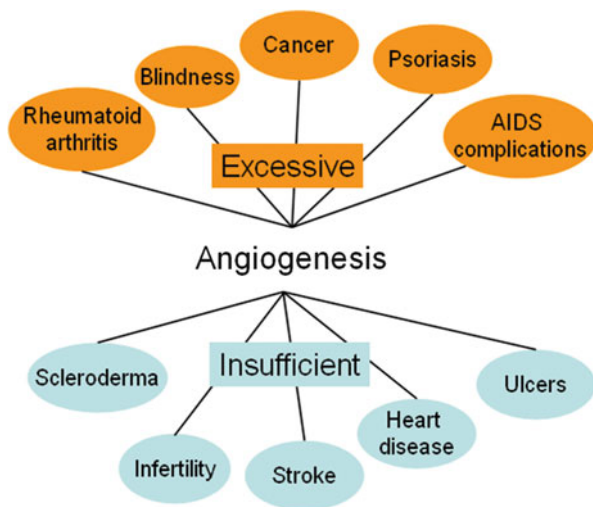 Cancer
Psoriasis
Blindness
Rheumatoid
arthritis
AIDS
complications
Excessive
Angiogenesis
Insufficient
Scleroderma
Ulcers
Heart
disease
Infertility
Stroke